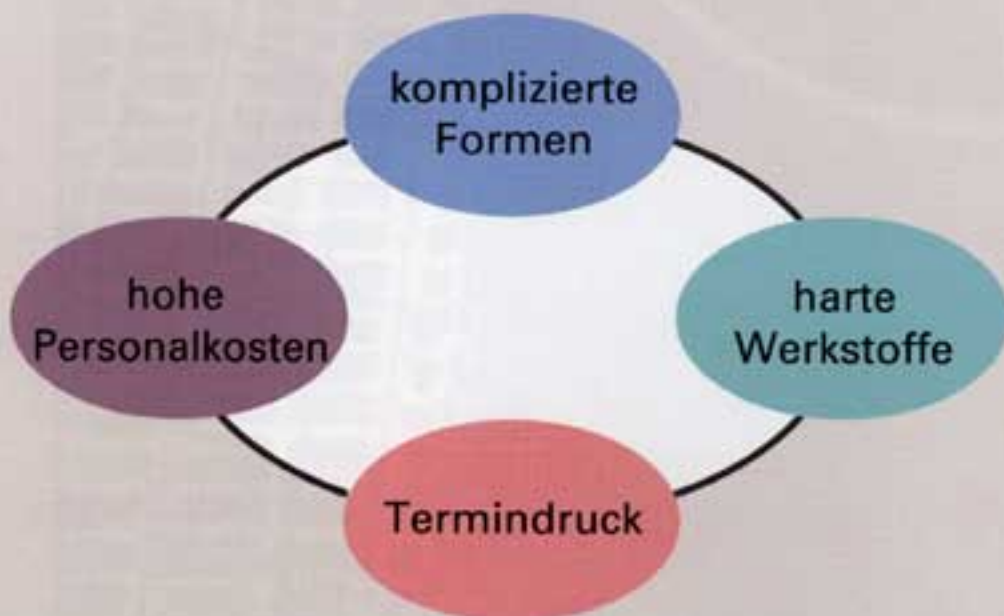 komplizierte
Formen
hohe
Personalkosten
harte
Werkstoffe
Termindruck